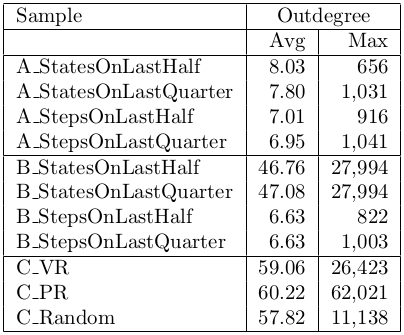 Sample Outdegree
Avg Max
A_StatesOnLastHalf 8.03 656
A_StatesOnLastQuarter 7.80 1,031
A_StepsOnLastHalf 7.01 916
A_StepsOnLastQuarter 6.95 1,041
B_StatesOnLastHalf 46.76 27,994
B_StatesOnLastQuarter 47.08 27,994
B_StepsOnLastHalf 6.63 822
B_StepsOnLastQuarter 6.63 1,003
C_VR 59.06 26,423
C_PR 60.22 62,021
C_Random 57.82 11,138